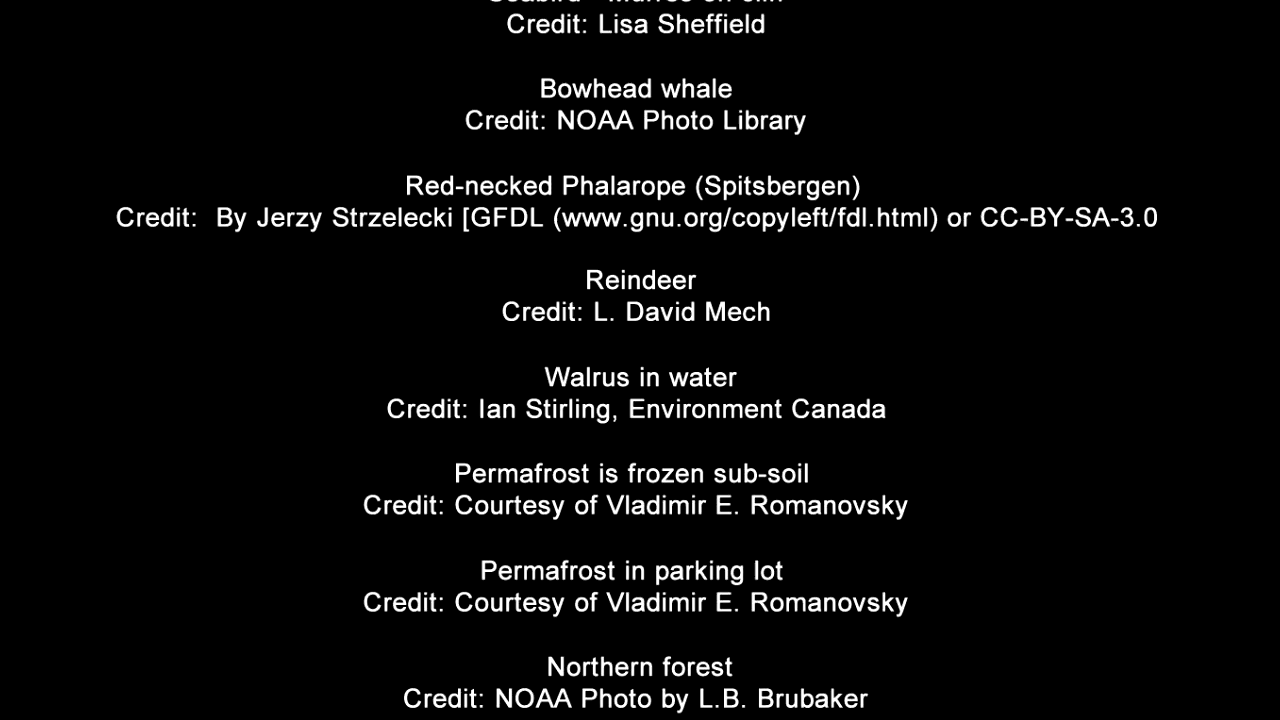 Credit: Lisa Sheffield
Bowhead whale
Credit: NOAA Photo Library
Red-necked Phalarope (Spitsbergen)
Credit:  By Jerzy Strzelecki [GFDL (www.gnu.org/copyleft/fdl.html) or CC-BY-SA-3.0
Reindeer
Credit: L. David Mech
Walrus in water
Credit: Ian Stirling, Environment Canada
Permafrost is frozen sub-soil
Credit: Courtesy of Vladimir E. Romanovsky
Permafrost in parking lot
Credit: Courtesy of Vladimir E. Romanovsky
Northern forest
Credit: NOAA Photo by L.B. Brubaker